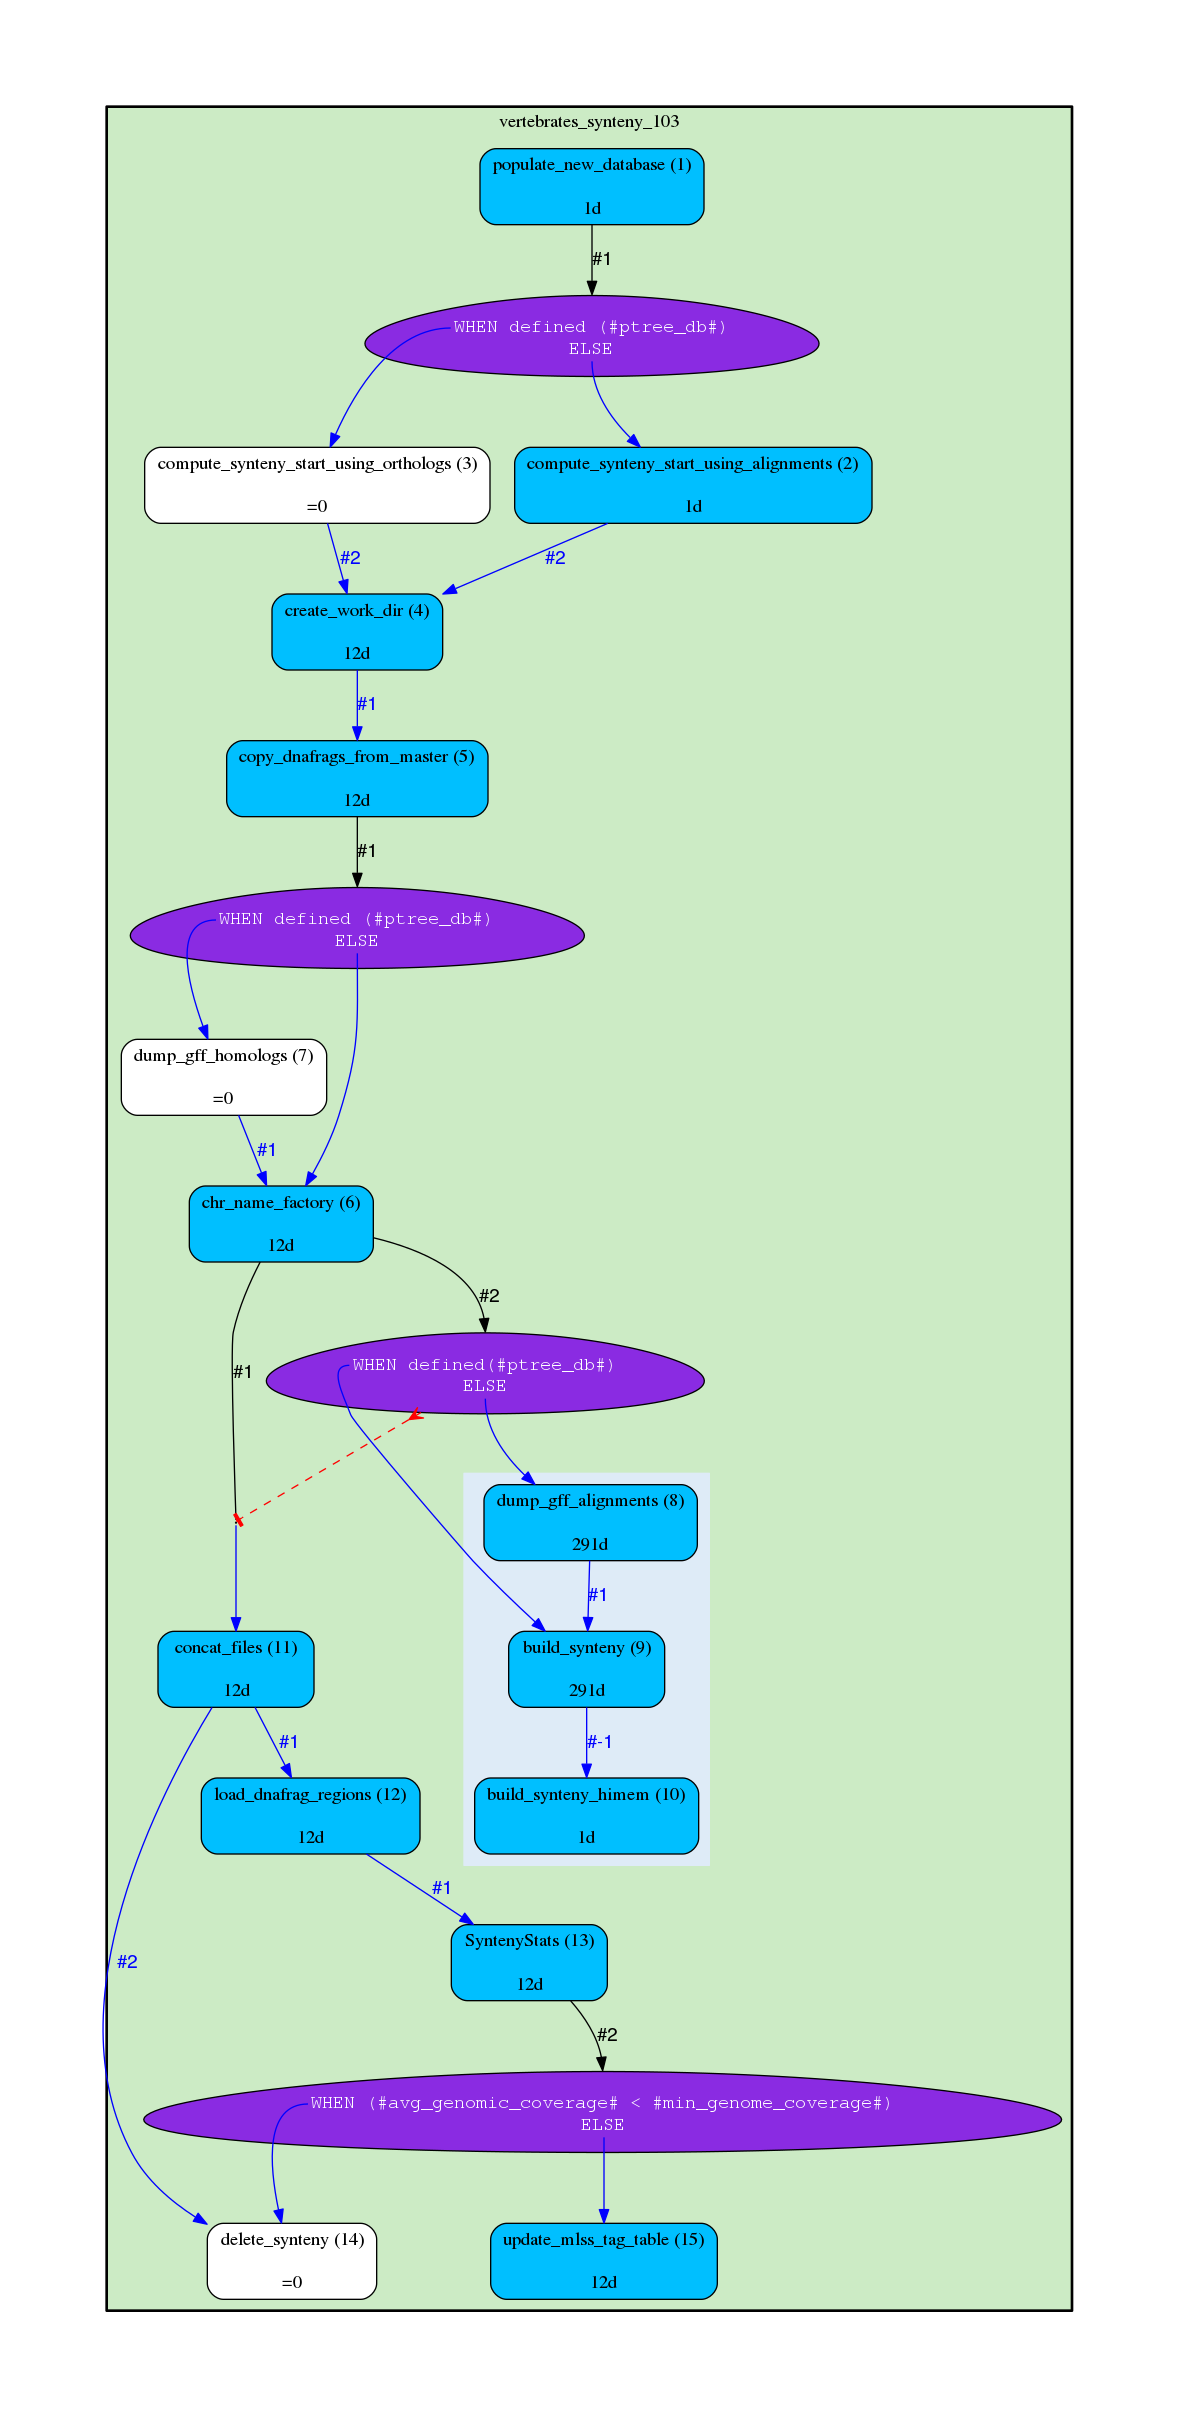 vertebrates_synteny_103
populate_new_database (1)
1d
#1
WHEN defined (#ptree_db#)
ELSE
compute_synteny_start_using_orthologs (3)
=0
compute_synteny_start_using_alignments (2)
1d
#2
#2
create_work_dir (4)
12d
#1
copy_dnafrags_from_master (5)
12d
#1
WHEN defined (#ptree_db#)
ELSE
dump_gff_homologs (7)
=0
#1
chr_name_factory (6)
12d
#2
#1
WHEN defined(#ptree_db#)
ELSE
dump_gff_alignments (8)
291d
#1
concat_files (11)
12d
build_synteny (9)
291d
#1
#-1
load_dnafrag_regions (12)
12d
build_synteny_himem (10)
1d
#1
#2
SyntenyStats (13)
12d
#2
WHEN (#avg_genomic_coverage# < #min_genome_coverage#)
ELSE
delete_synteny (14)
=0
update_mlss_tag_table (15)
12d